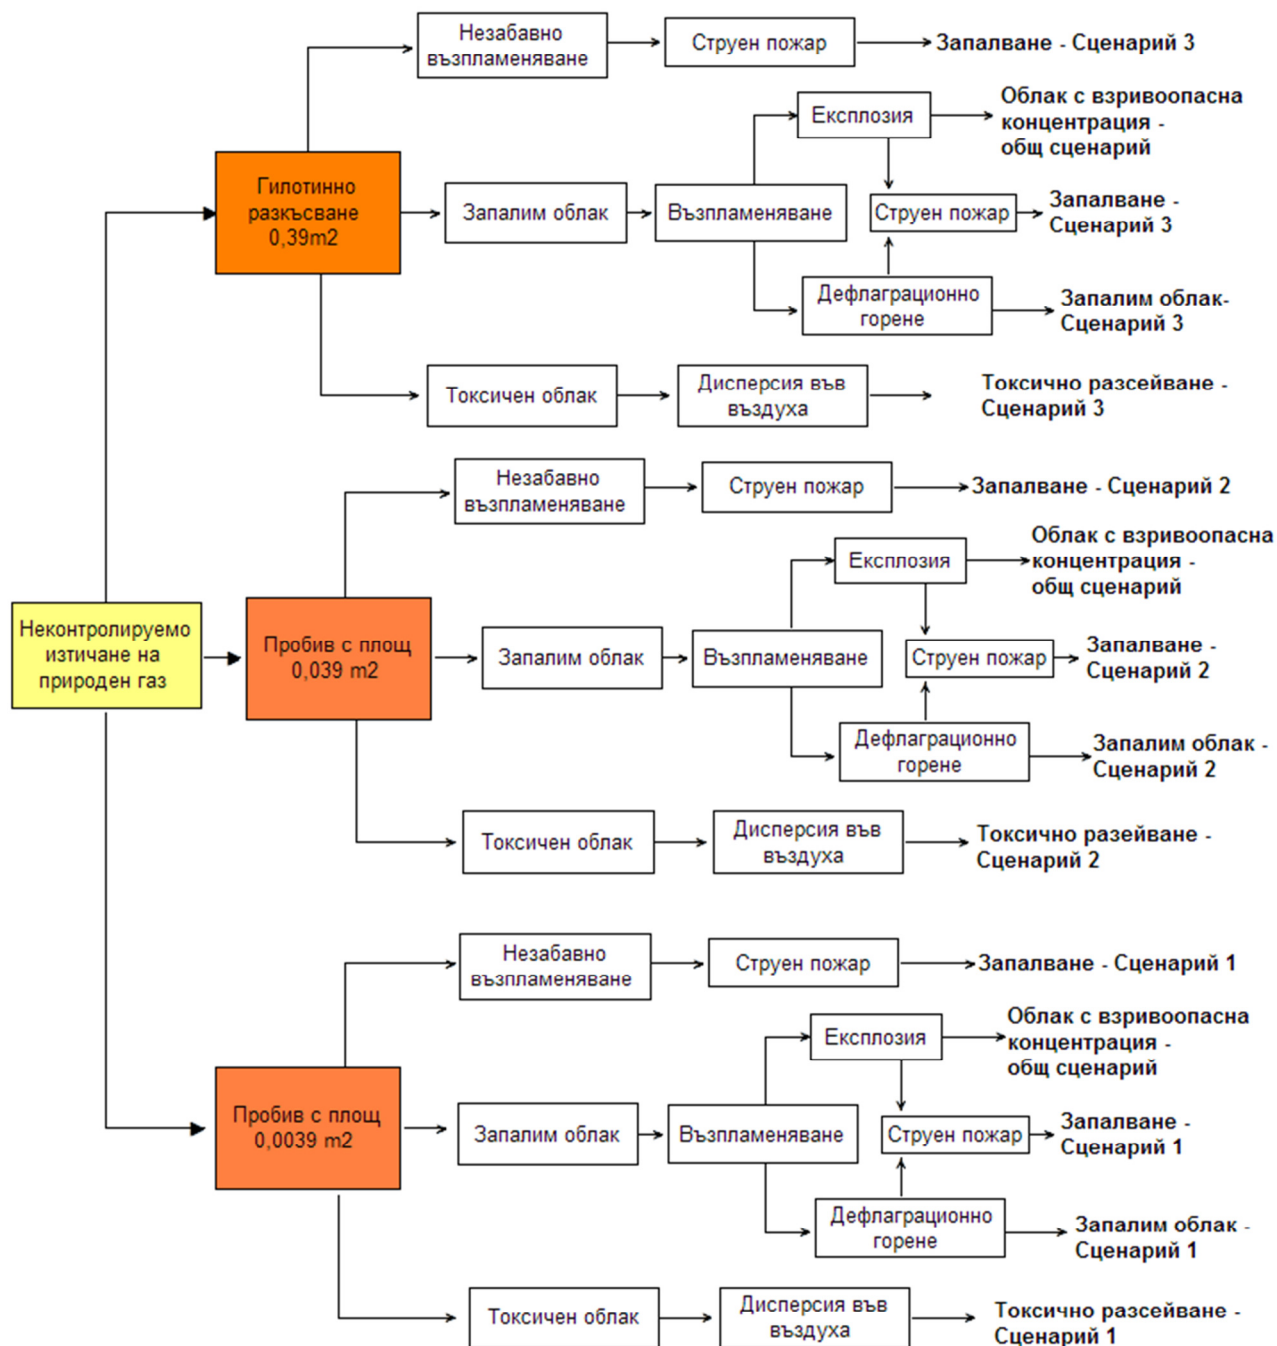 Незабавно
възпламеняване
Струен пожар
Запалване - Сценарий 3
Облак с взривоопасна
концентрация -
общ сценарий
Експлозия
Гилотинно
разкъсване
0,39m2
Запалим облак
Възпламеняване
Струен пожар
Запалване -
Сценарий 3
Дефлаграционно
горене
Запалим облак-
Сценарий 3
Токсичен облак
Дисперсия във
въздуха
Токсично разсейване -
Сценарий 3
Незабавно
възпламеняване
Струен пожар
Запалване - Сценарий 2
Облак с взривоопасна
концентрация -
общ сценарий
Експлозия
Неконтролируемо
изтичане на
природен газ
Пробив с площ
0,039 m2
Запалим облак
Възпламеняване
Струен пожар
Запалване -
Сценарий 2
Дефлаграционно
горене
Запалим облак -
Сценарий 2
Токсичен облак
Дисперсия във
въздуха
Токсично разейване -
Сценарий 2
Незабавно
възпламеняване
Струен пожар
Запалване - Сценарий 1
Облак с взривоопасна
концентрация -
общ сценарий
Експлозия
Пробив с площ
0,0039 m2
Запалим облак
Възпламеняване
Струен пожар
Запалване -
Сценарий 1
Дефлаграционно
горене
Запалим облак -
Сценарий 1
Токсичен облак
Дисперсия във
въздуха
Токсично разсейване -
Сценарий 1